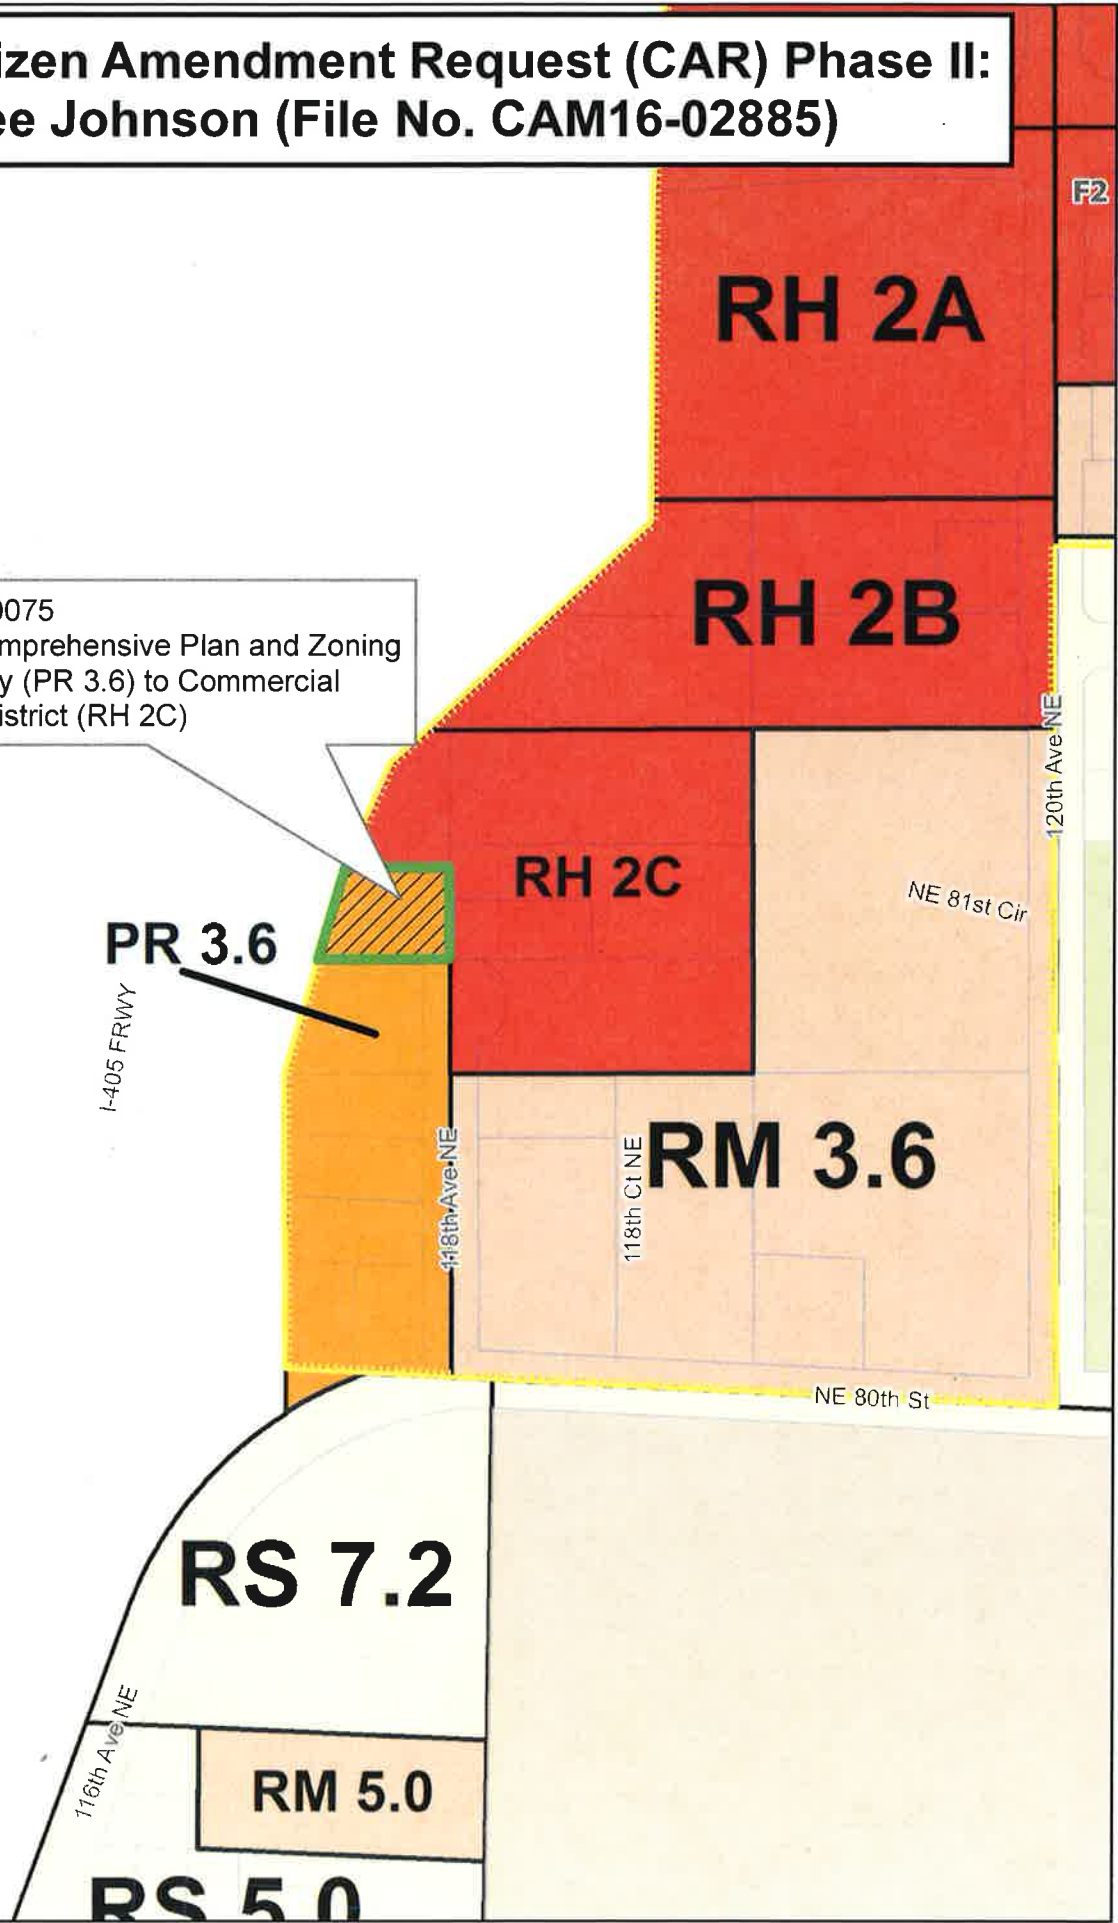 izen Amendment Request (CAR) Phase II:
ee Johnson (File No. CAM16-02885)
F2
RH 2A
RH 2B
0075
mprehensive Plan and Zoning
y (PR 3.6) to Commercial
istrict (RH 2C)
120th Ave NE
RH 2C
NE 81st Cir
PR 3.6
I-405 FRWY
118th Ave NE
118th Ct NE
RM 3.6
NE 80th St
RS 7.2
116th Ave NE
RM 5.0
RS 5.0